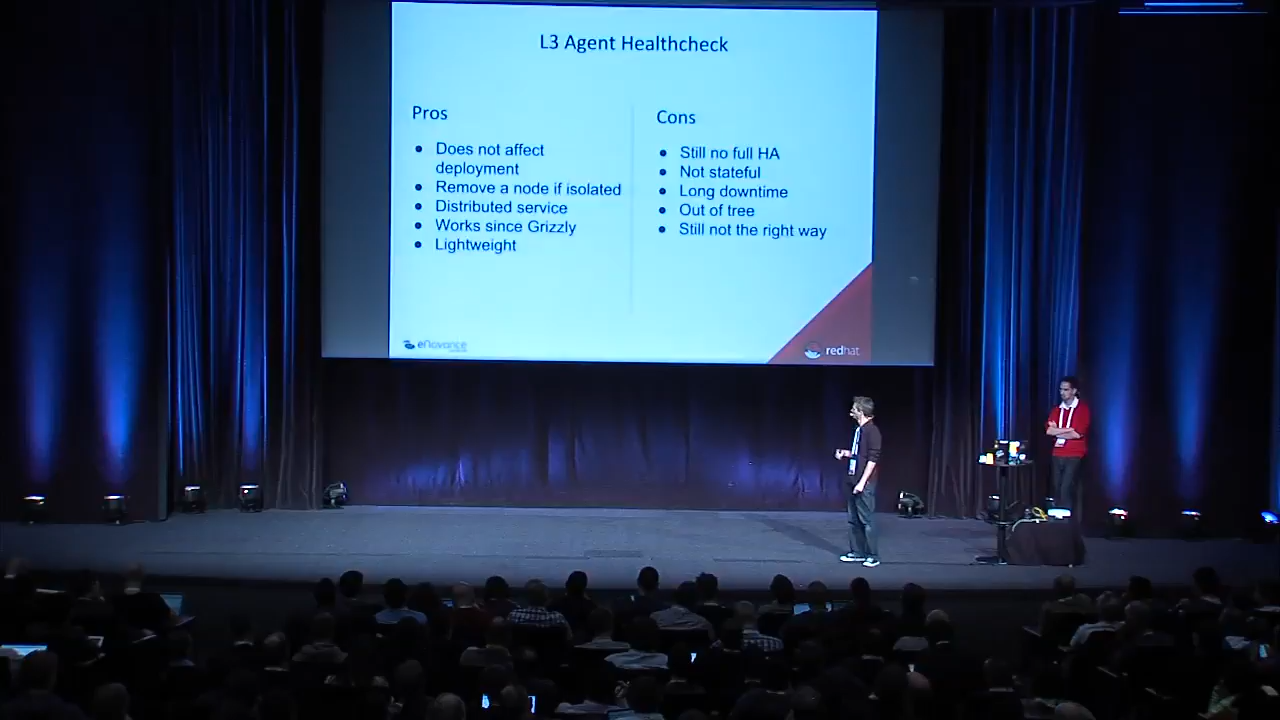 L3 Agent Healthcheck
Pros
● Does not affect
deployment
● Remove a node if isolated
● Distributed service
● Works since Grizzly
● Lightweight
Cons
● Still no full HA
● Not stateful
● Long downtime
● Out of tree
● Still not the right way
eNovance
redhat